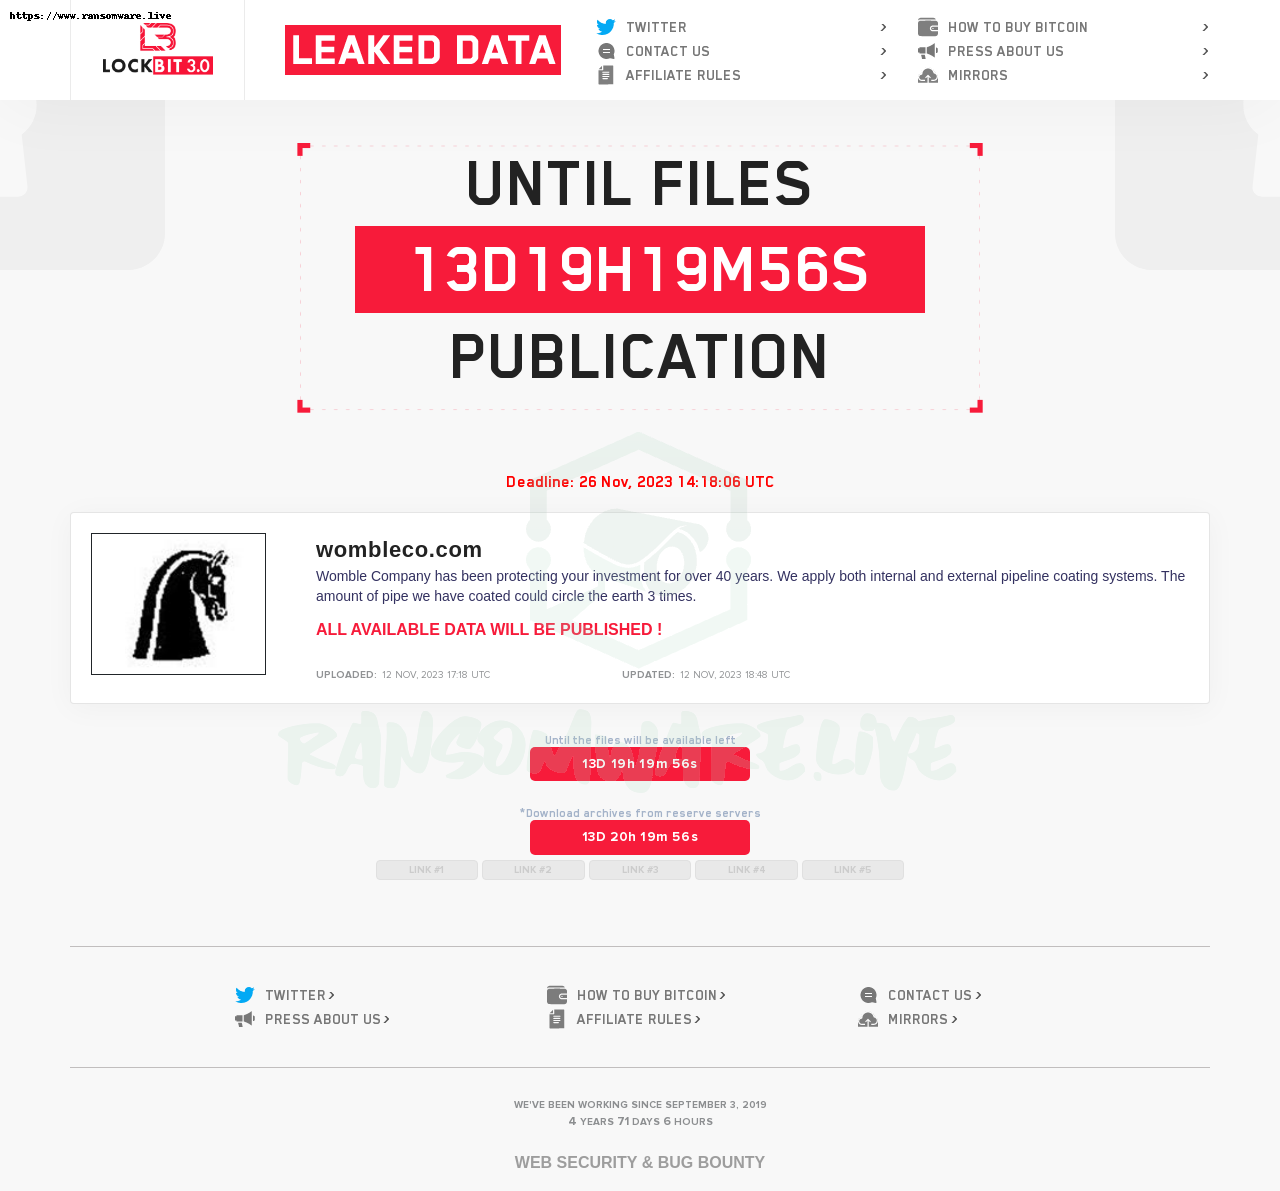 https://www.ransomware.live
LOCKBIT 3.0
LEAKED DATA
TWITTER
CONTACT US
AFFILIATE RULES
HOW TO BUY BITCOIN
PRESS ABOUT US
MIRRORS
UNTIL FILES
13D19H19M56S
PUBLICATION
Deadline: 26 Nov, 2023 14:18:06 UTC
wombleco.com
Womble Company has been protecting your investment for over 40 years. We apply both internal and external pipeline coating systems. The
amount of pipe we have coated could circle the earth 3 times.
ALL AVAILABLE DATA WILL BE PUBLISHED !
UPLOADED: 12 NOV, 2023 17:18 UTC
UPDATED: 12 NOV, 2023 18:48 UTC
RANSOMWARE.LIVE
Until the files will be available left
13D 19h 19m 56s
*Download archives from reserve servers
13D 20h 19m 56s
LINK #1 LINK #2 LINK #3 LINK #4 LINK #5
TWITTER
HOW TO BUY BITCOIN
CONTACT US
PRESS ABOUT US
AFFILIATE RULES
MIRRORS
WE'VE BEEN WORKING SINCE SEPTEMBER 3, 2019
4 YEARS 71 DAYS 6 HOURS
WEB SECURITY & BUG BOUNTY